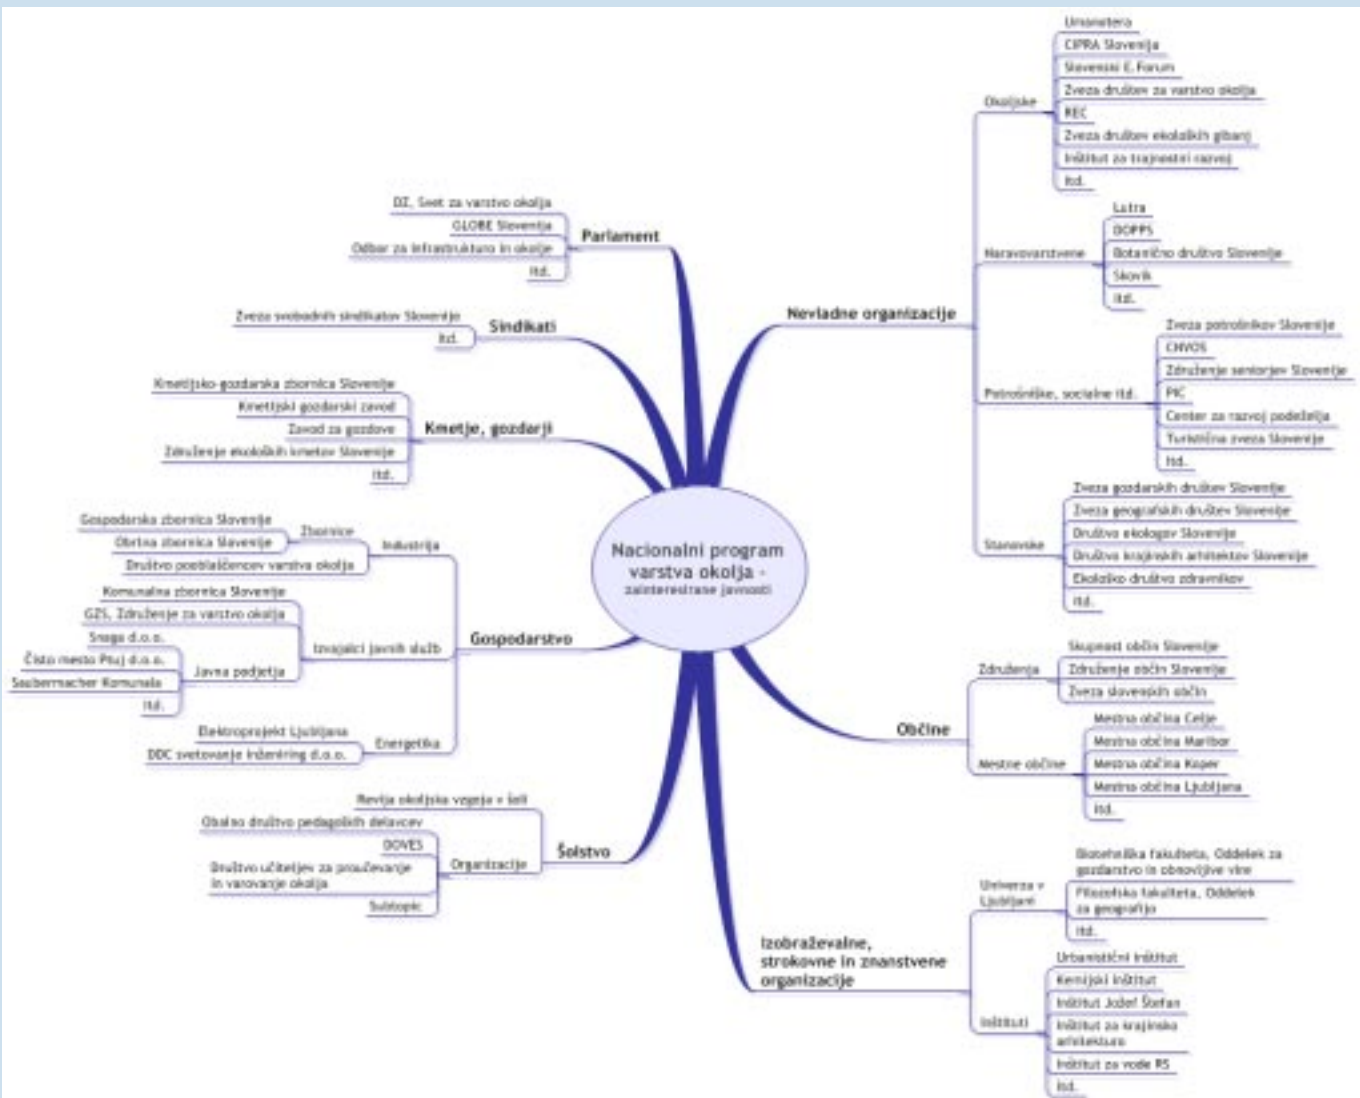 Nacionalni program
varstva okolja -
zainteresirane javnosti
Parlament
DZ, Svet za varstvo okolja
GLOBE Slovenija
Odbor za infrastrukturo in okolje
itd.
Sindikati
Zveza svobodnih sindikatov Slovenije
itd.
Kmetje, gozdarji
Kmetijsko-gozdarska zbornica Slovenije
Kmetijski gozdarski zavod
Zavod za gozdove
Združenje ekoloških kmetov Slovenije
itd.
Gospodarstvo
Industrija
Zbornice
Gospodarska zbornica Slovenije
Obrtna zbornica Slovenije
Društvo pooblaščencev varstva okolja
Izvajalci javnih služb
Komunalna zbornica Slovenije
GZS, Združenje za varstvo okolja
Javna podjetja
Snaga d.o.o.
Čisto mesto Ptuj d.o.o.
Saubermacher Komunala
itd.
Energetika
Elektroprojekt Ljubljana
DDC svetovanje inženiring d.o.o.
Šolstvo
Revija okoljska vzgoja v šoli
Organizacije
Obalno društvo pedagoških delavcev
DOVES
Društvo učiteljev za proučevanje
in varovanje okolja
Subtopic
Nevladne organizacije
Okoljske
Umanotera
CIPRA Slovenija
Slovenski E. Forum
Zveza društev za varstvo okolja
REC
Zveza društev ekoloških gibanj
Inštitut za trajnostni razvoj
itd.
Naravovarstvene
Lutra
DOPPS
Botanično društvo Slovenije
Skovik
itd.
Potrošniške, socialne itd.
Zveza potrošnikov Slovenije
CNVOS
Združenje seniorjev Slovenije
PIC
Center za razvoj podeželja
Turistična zveza Slovenije
itd.
Stanovske
Zveza gozdarskih društev Slovenije
Zveza geografskih društev Slovenije
Društvo ekologov Slovenije
Društvo krajinskih arhitektov Slovenije
Ekološko društvo zdravnikov
itd.
Občine
Združenja
Skupnost občin Slovenije
Združenje občin Slovenije
Zveza slovenskih občin
Mestne občine
Mestna občina Celje
Mestna občina Maribor
Mestna občina Koper
Mestna občina Ljubljana
itd.
Izobraževalne,
strokovne in znanstvene
organizacije
Univerza v
Ljubljani
Biotehniška fakulteta, Oddelek za
gozdarstvo in obnovljive vire
Filozofska fakulteta, Oddelek
za geografijo
itd.
Inštituti
Urbanistični inštitut
Kemijski inštitut
Inštitut Jožef Štefan
Inštitut za krajinsko
arhitekturo
Inštitut za vode RS
itd.